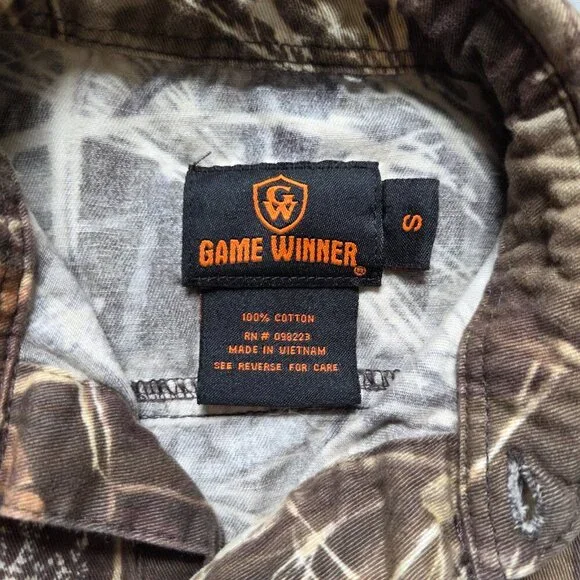 GW
GAME WINNER®
S
100% COTTON
RN # 098223
MADE IN VIETNAM
SEE REVERSE FOR CARE